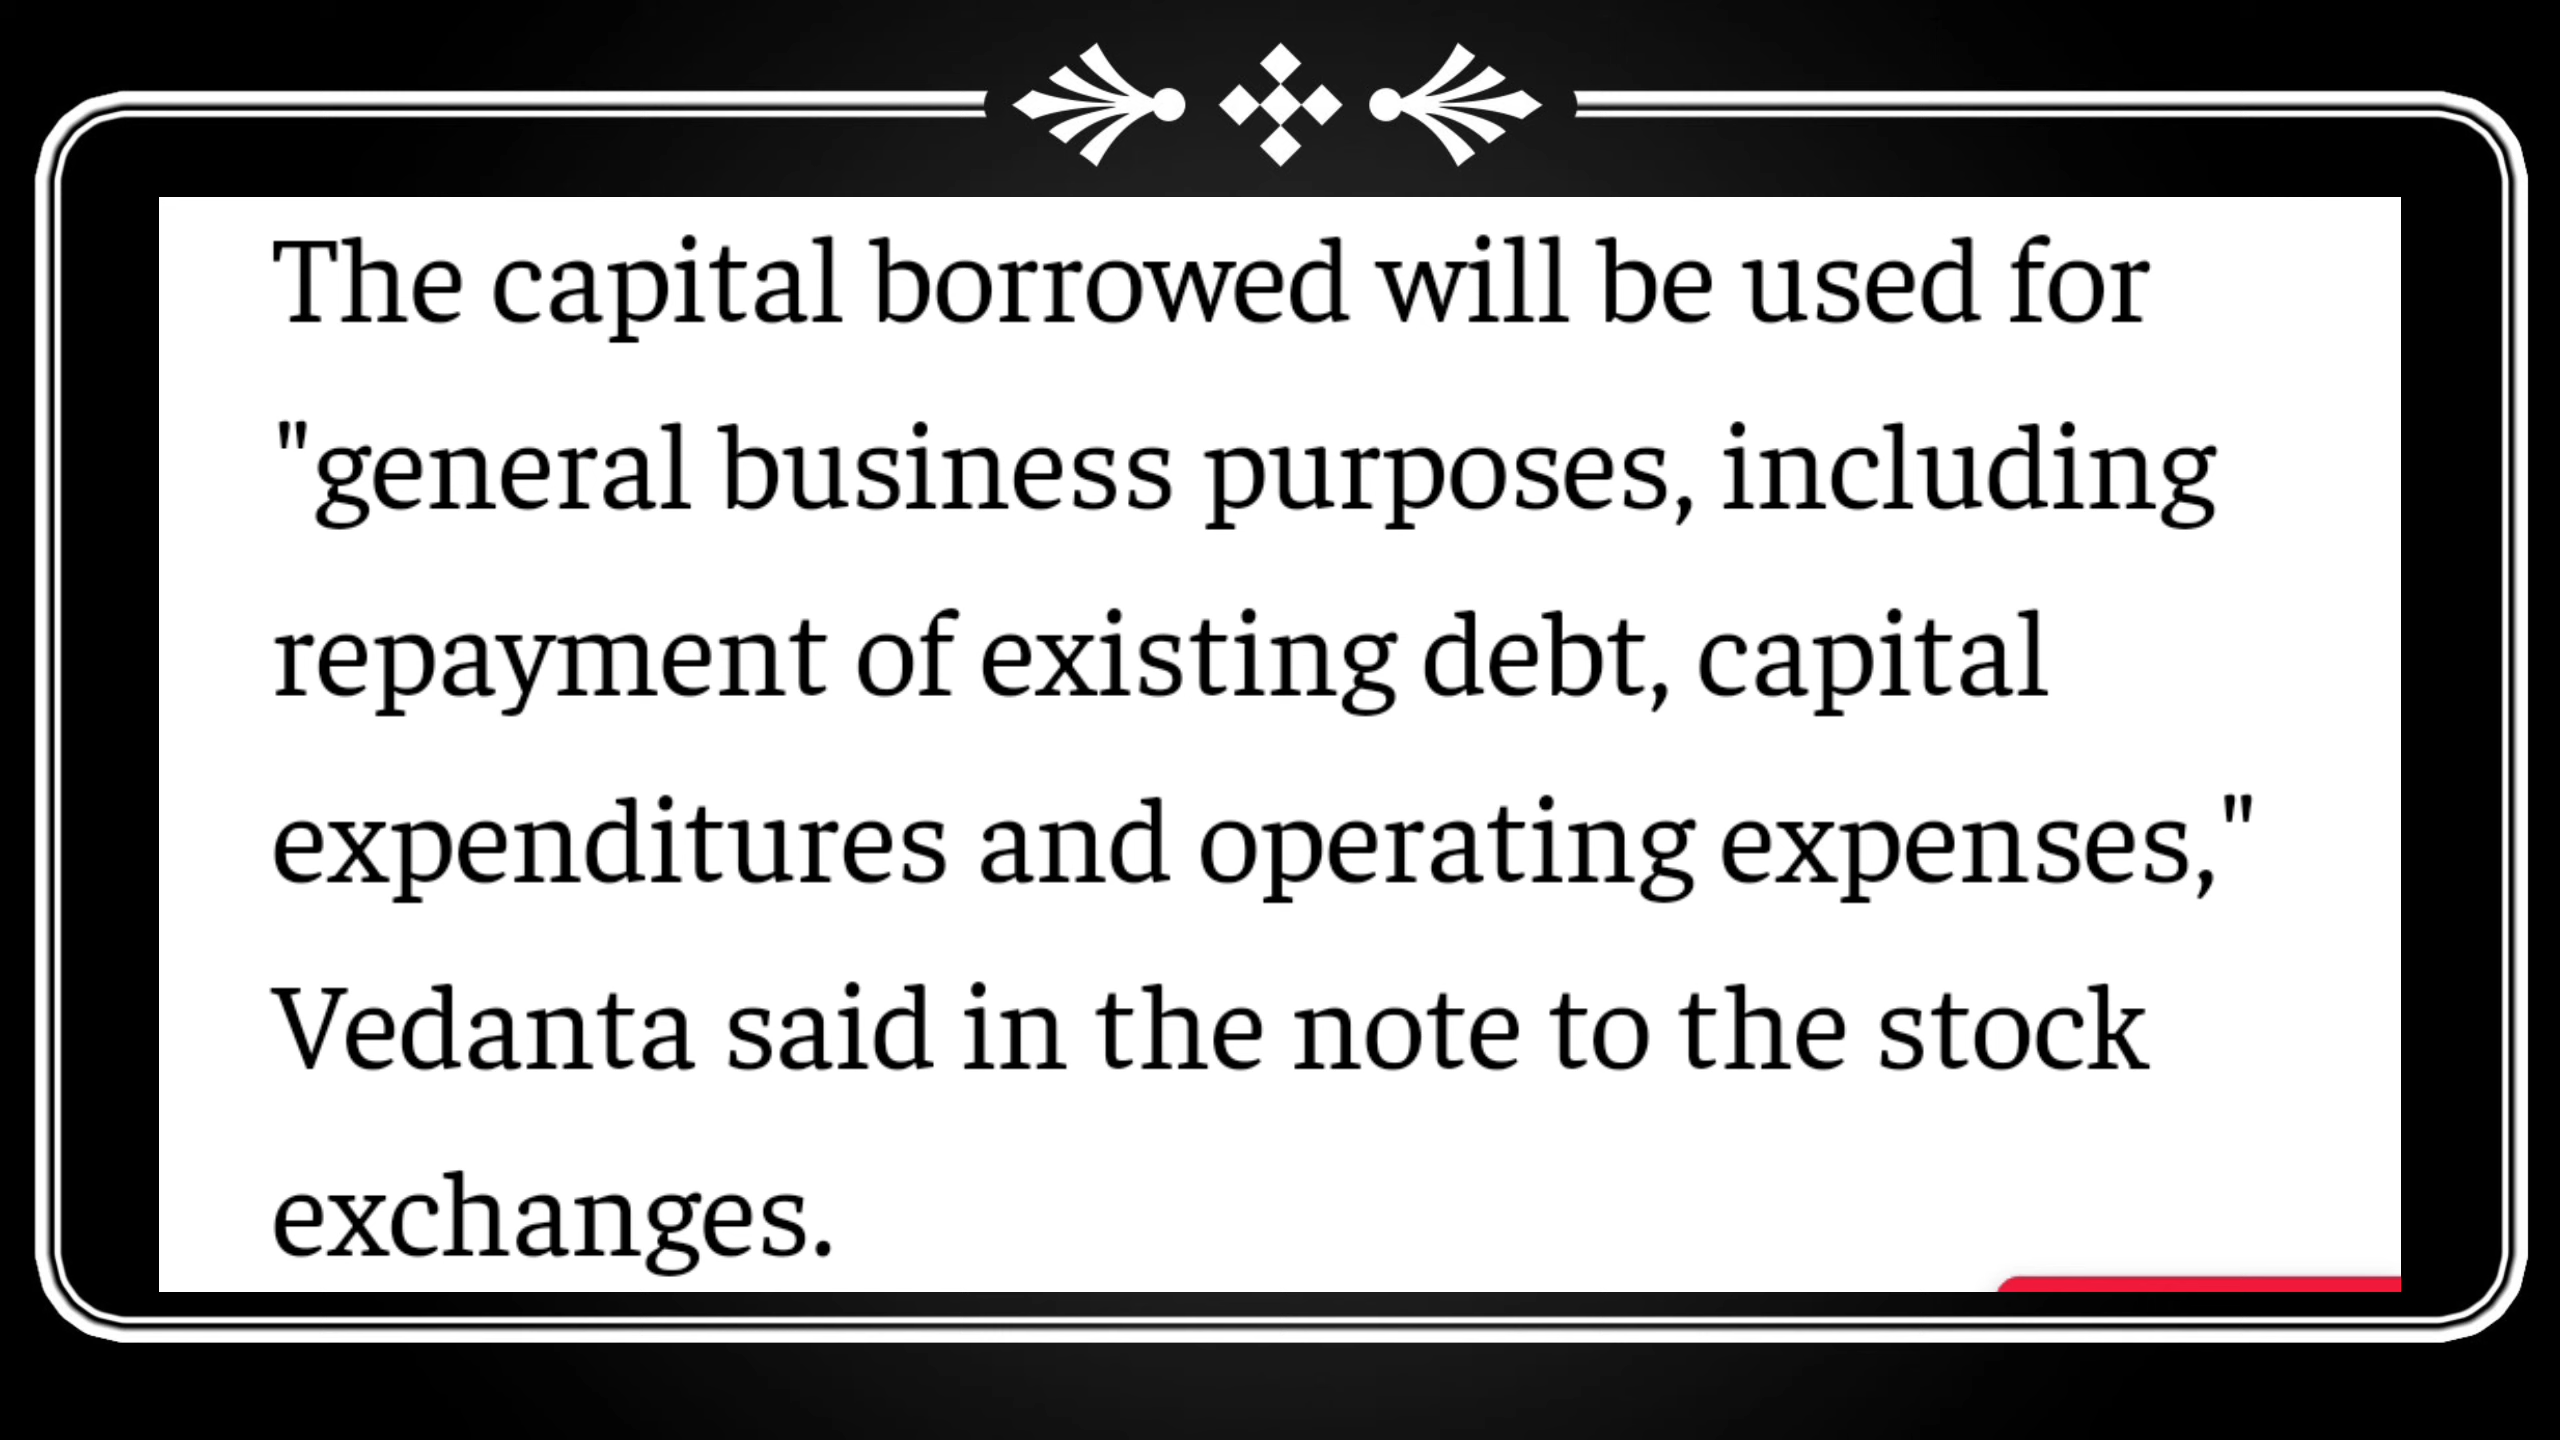 The capital borrowed will be used for
"general business purposes, including
repayment of existing debt, capital
expenditures and operating expenses,"
Vedanta said in the note to the stock
exchanges.